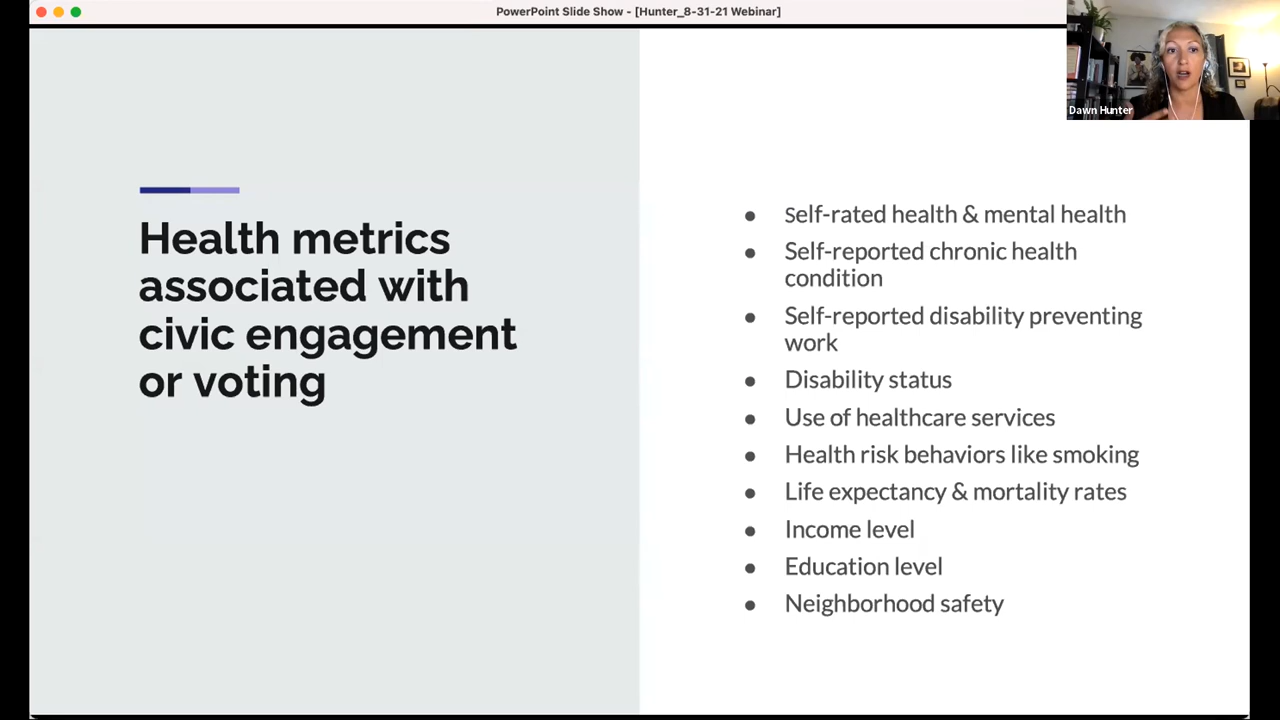 PowerPoint Slide Show - [Hunter_8-31-21 Webinar]
Dawn Hunter
Health metrics
associated with
civic engagement
or voting
● Self-rated health & mental health
● Self-reported chronic health
condition
● Self-reported disability preventing
work
● Disability status
● Use of healthcare services
● Health risk behaviors like smoking
● Life expectancy & mortality rates
● Income level
● Education level
● Neighborhood safety